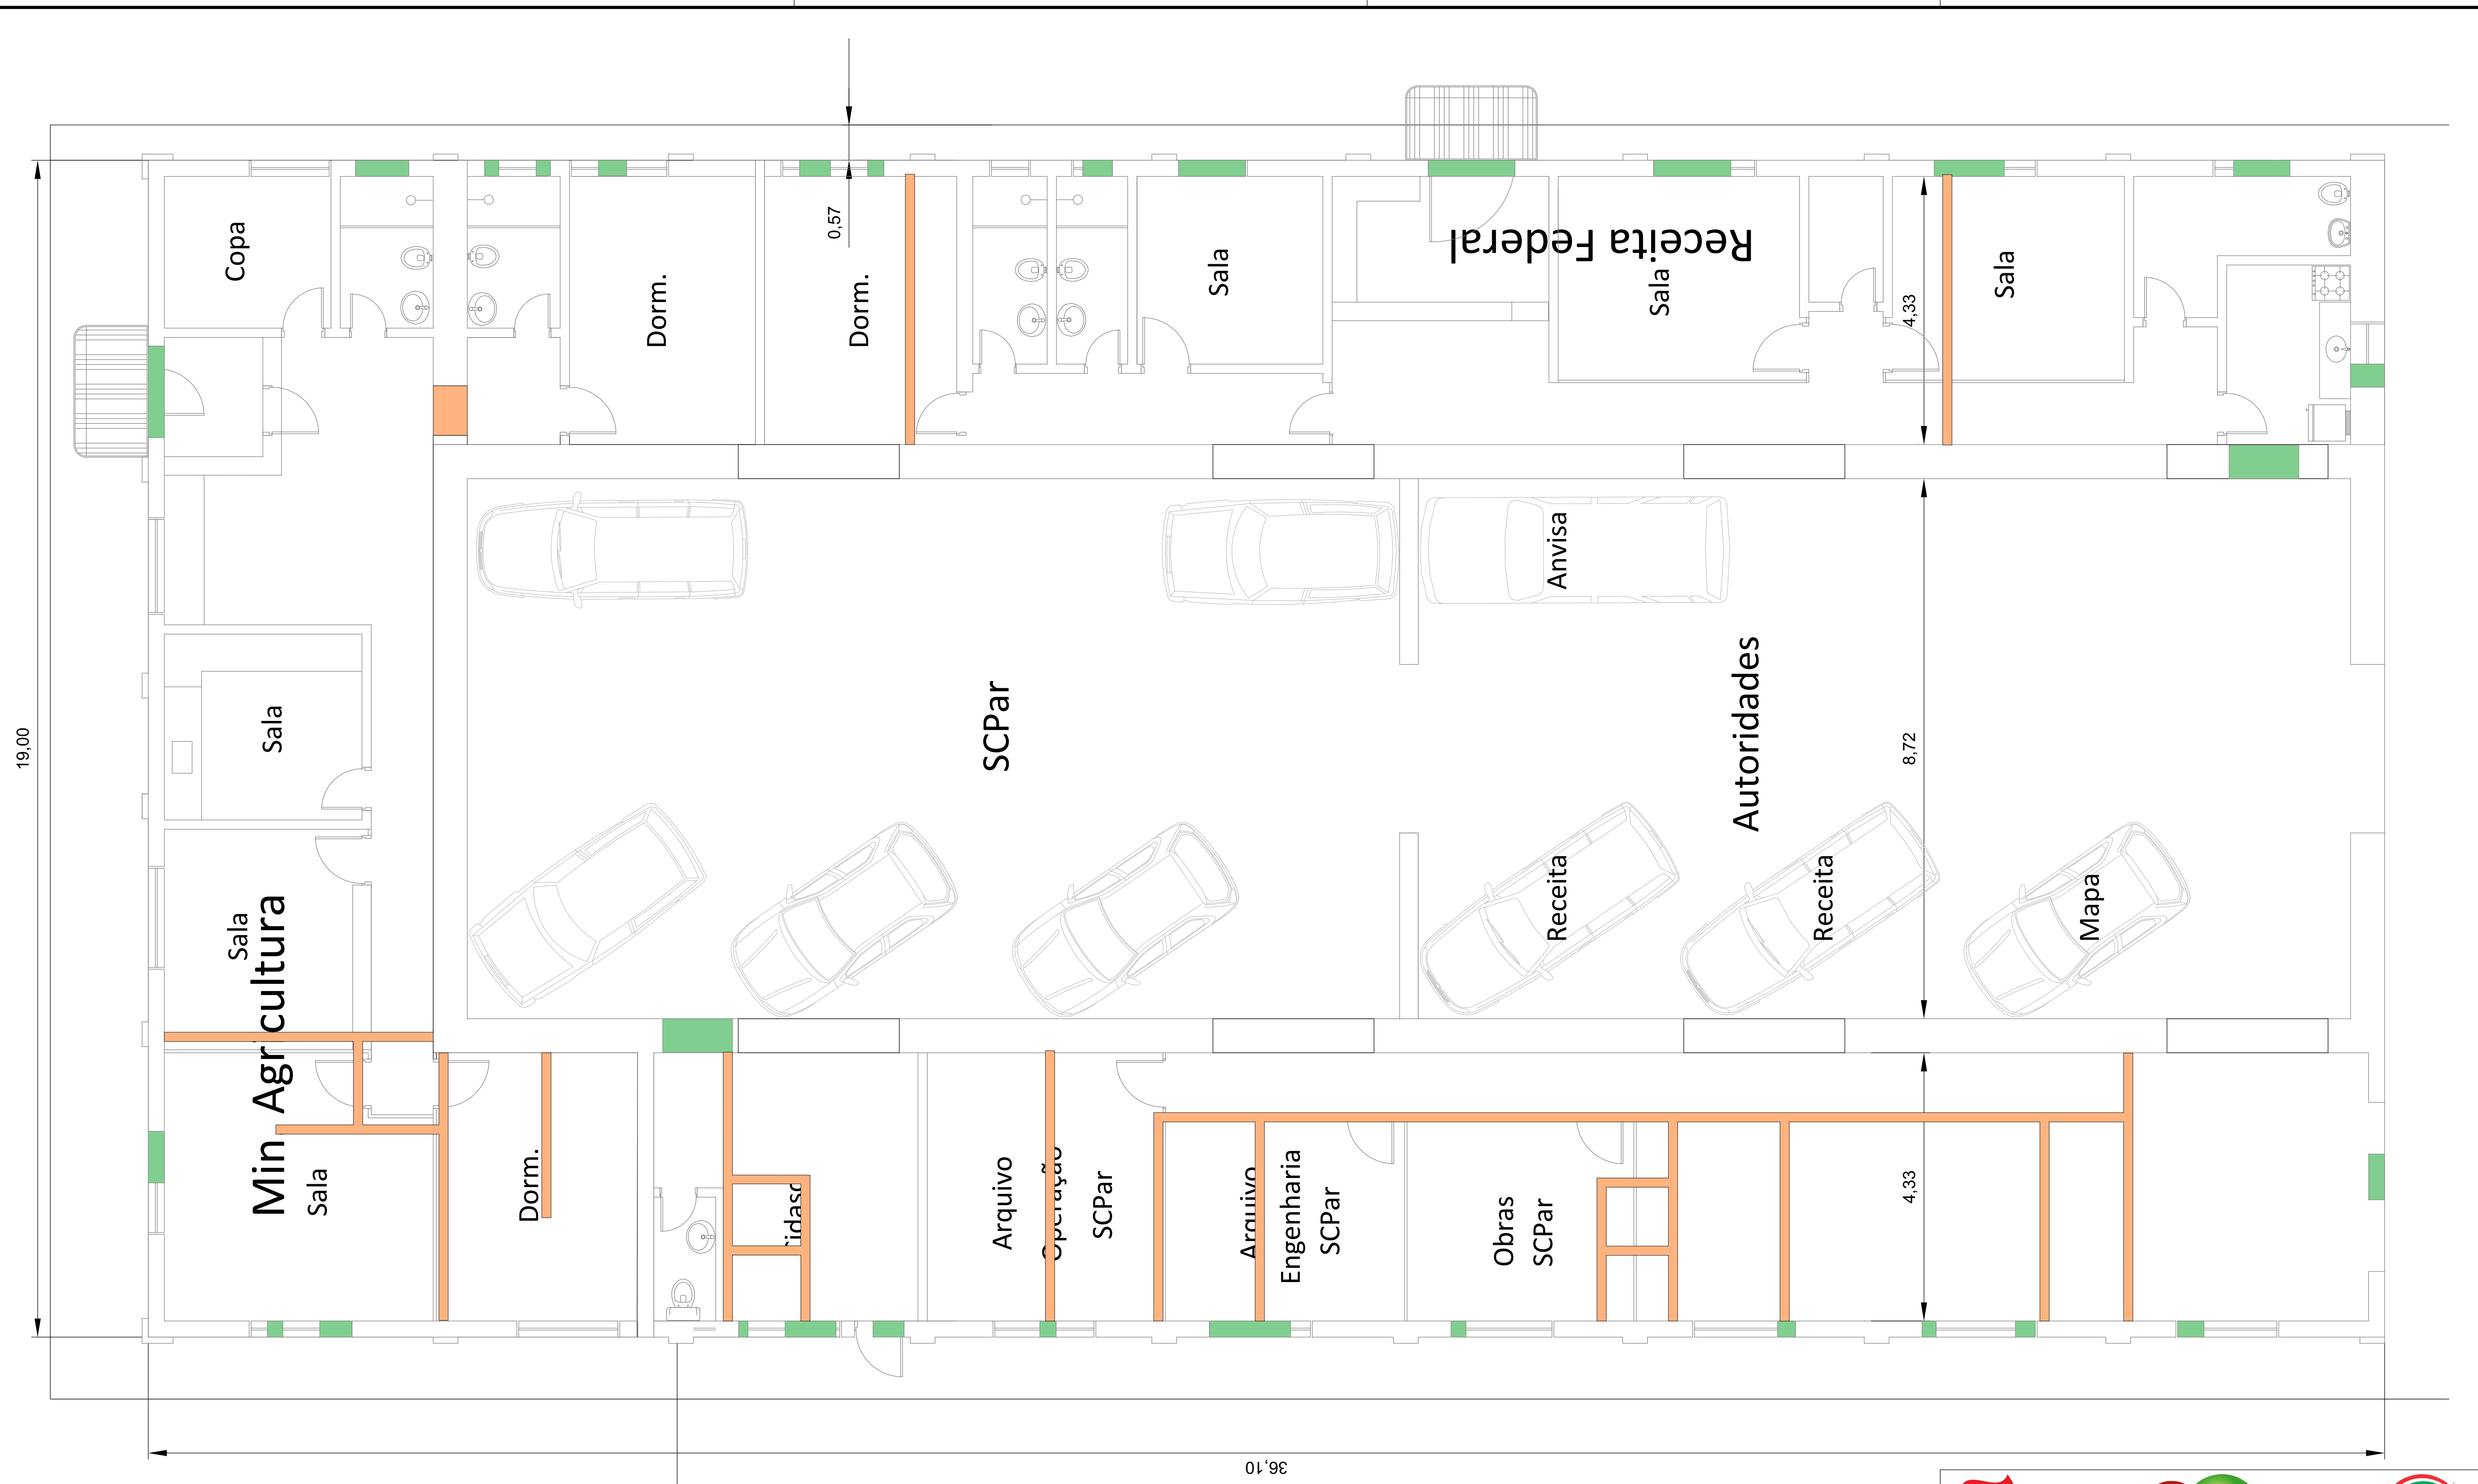 0,57
Copa
Dorm.
Dorm.
Sala
Receita Federal
Sala
4,33
Sala
19,00
Anvisa
Sala
SCPar
Autoridades
8,72
Sala
Receita
Receita
Mapa
Min Agricultura
Sala
Dorm.
Arquivo
Operação
SCPar
Arquivo
Engenharia
SCPar
Obras
SCPar
4,33
36,10